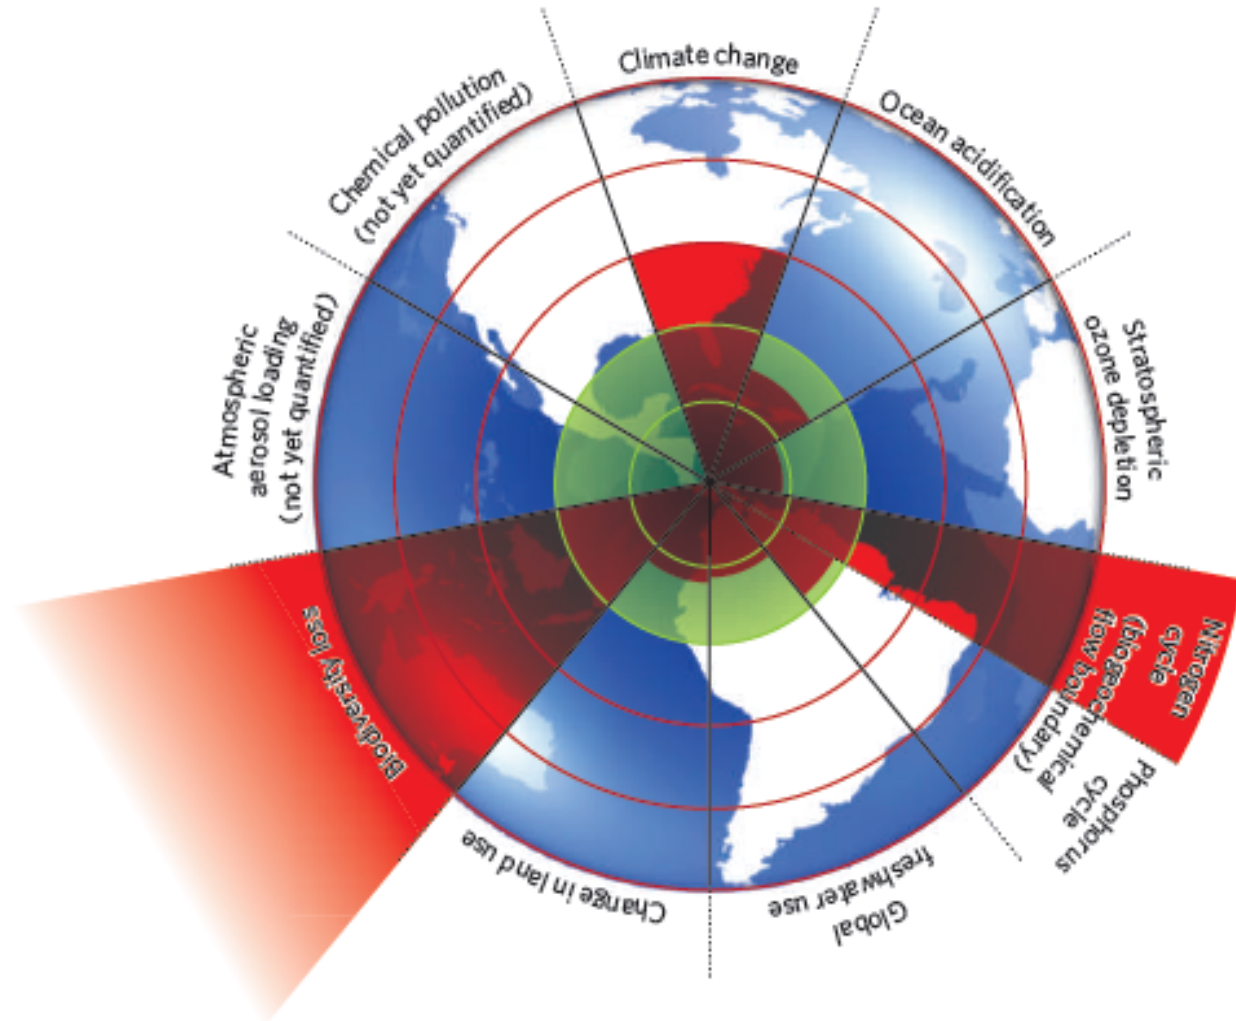 Climate change
Ocean acidification
Stratospheric
ozone depletion
Nitrogen
cycle
(biogeochemical
flow boundary)
Phosphorus
cycle
Global
freshwater use
Change in land use
Biodiversity loss
Atmospheric
aerosol loading
(not yet quantified)
Chemical pollution
(not yet quantified)